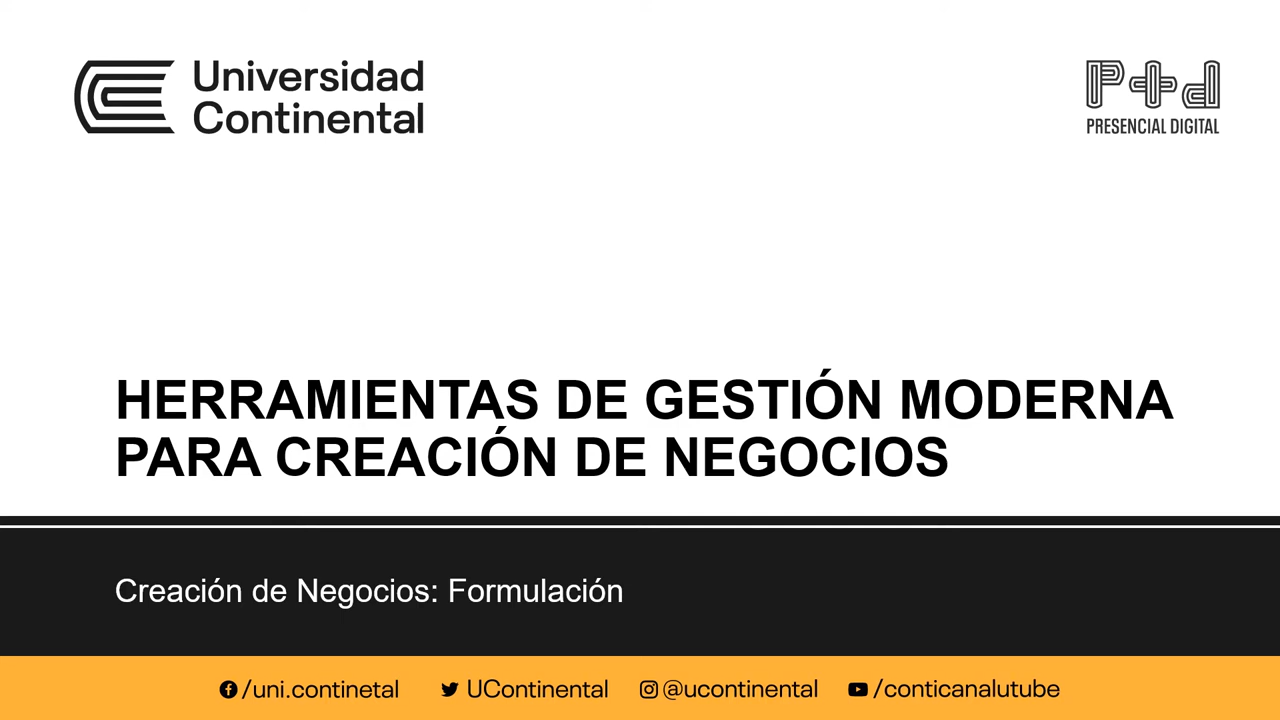 Universidad
Continental
P+d
PRESENCIAL DIGITAL
HERRAMIENTAS DE GESTIÓN MODERNA
PARA CREACIÓN DE NEGOCIOS
Creación de Negocios: Formulación
/uni.continetal UContinental @ucontinental /conticanalutube